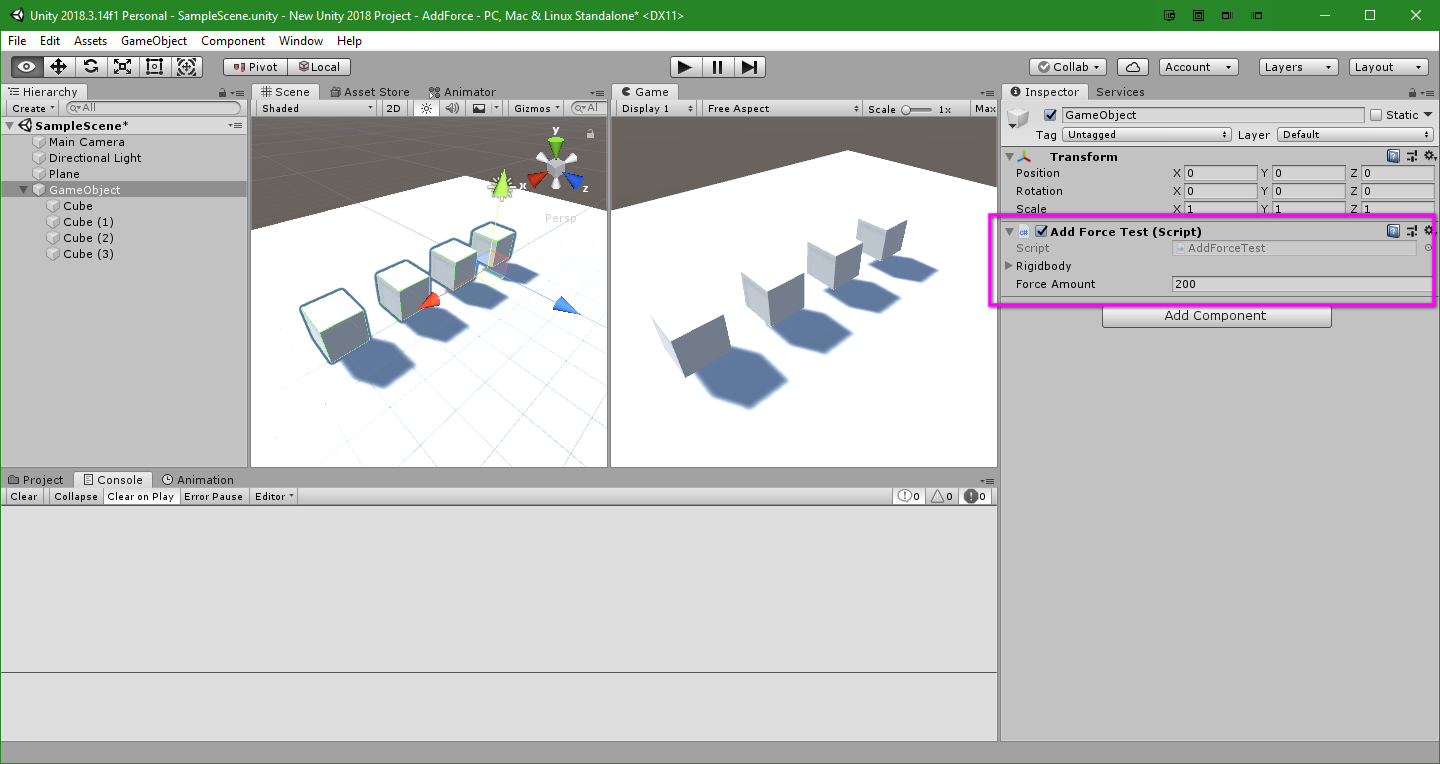 Unity 2018.3.14f1 Personal - SampleScene.unity - New Unity 2018 Project - AddForce - PC, Mac & Linux Standalone* <DX11>
File Edit Assets GameObject Component Window Help
Pivot Local Collab Account Layers Layout
Hierarchy
Create All
SampleScene*
Main Camera
Directional Light
Plane
GameObject
Cube
Cube (1)
Cube (2)
Cube (3)
Scene Asset Store Animator
Shaded 2D Gizmos Al
y
x
z
Persp
Game
Display 1 Free Aspect Scale 1x Max
Inspector Services
GameObject Static
Tag Untagged Layer Default
Transform
Position X 0 Y 0 Z 0
Rotation X 0 Y 0 Z 0
Scale X 1 Y 1 Z 1
C#
Add Force Test (Script)
Script AddForceTest
Rigidbody
Force Amount 200
Add Component
Project Console Animation
Clear Collapse Clear on Play Error Pause Editor 0 0 0